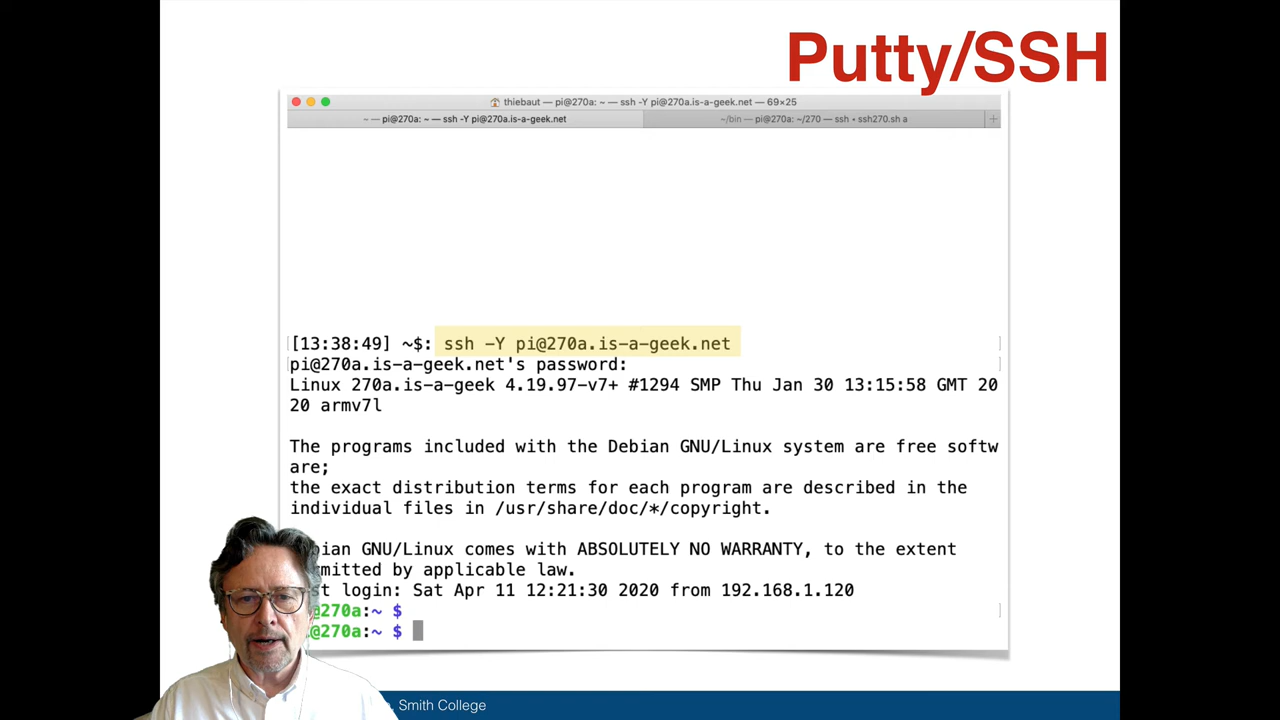 Putty/SSH
thiebaut — pi@270a: ~ — ssh -Y pi@270a.is-a-geek.net — 69×25
~ — pi@270a: ~ — ssh -Y pi@270a.is-a-geek.net
~/bin — pi@270a: ~/270 — ssh • ssh270.sh a
[13:38:49] ~$: ssh -Y pi@270a.is-a-geek.net
pi@270a.is-a-geek.net's password:
Linux 270a.is-a-geek 4.19.97-v7+ #1294 SMP Thu Jan 30 13:15:58 GMT 20
20 armv7l
The programs included with the Debian GNU/Linux system are free softw
are;
the exact distribution terms for each program are described in the
individual files in /usr/share/doc/*/copyright.
bian GNU/Linux comes with ABSOLUTELY NO WARRANTY, to the extent
mitted by applicable law.
st login: Sat Apr 11 12:21:30 2020 from 192.168.1.120
@270a:~ $
@270a:~ $
, Smith College